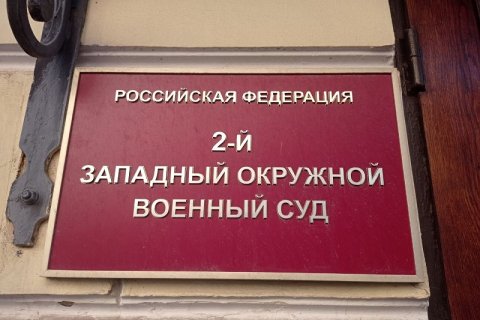 РОССИЙСКАЯ ФЕДЕРАЦИЯ
2-Й
ЗАПАДНЫЙ ОКРУЖНОЙ
ВОЕННЫЙ СУД